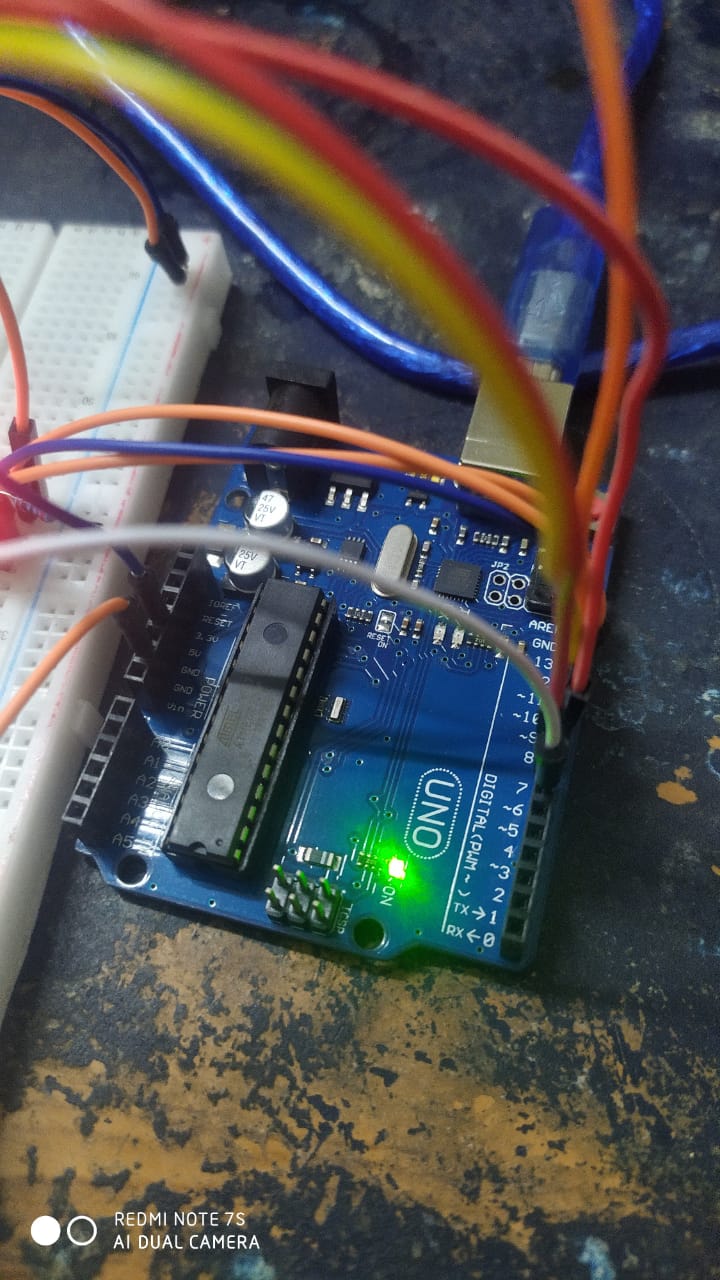 47
25V
VT
25V
VT
JP2
RESET
ON
IOREF
RESET
3.3V
5V
GND
GND
Vin
POWER
A1
A2
A3
A4
A5
AREF
GND
13
~11
~10
~9
8
7
~6
~5
4
~3
2
TX→1
RX←0
DIGITAL (PWM ~)
UNO
ON
ICSP
REDMI NOTE 7S
AI DUAL CAMERA